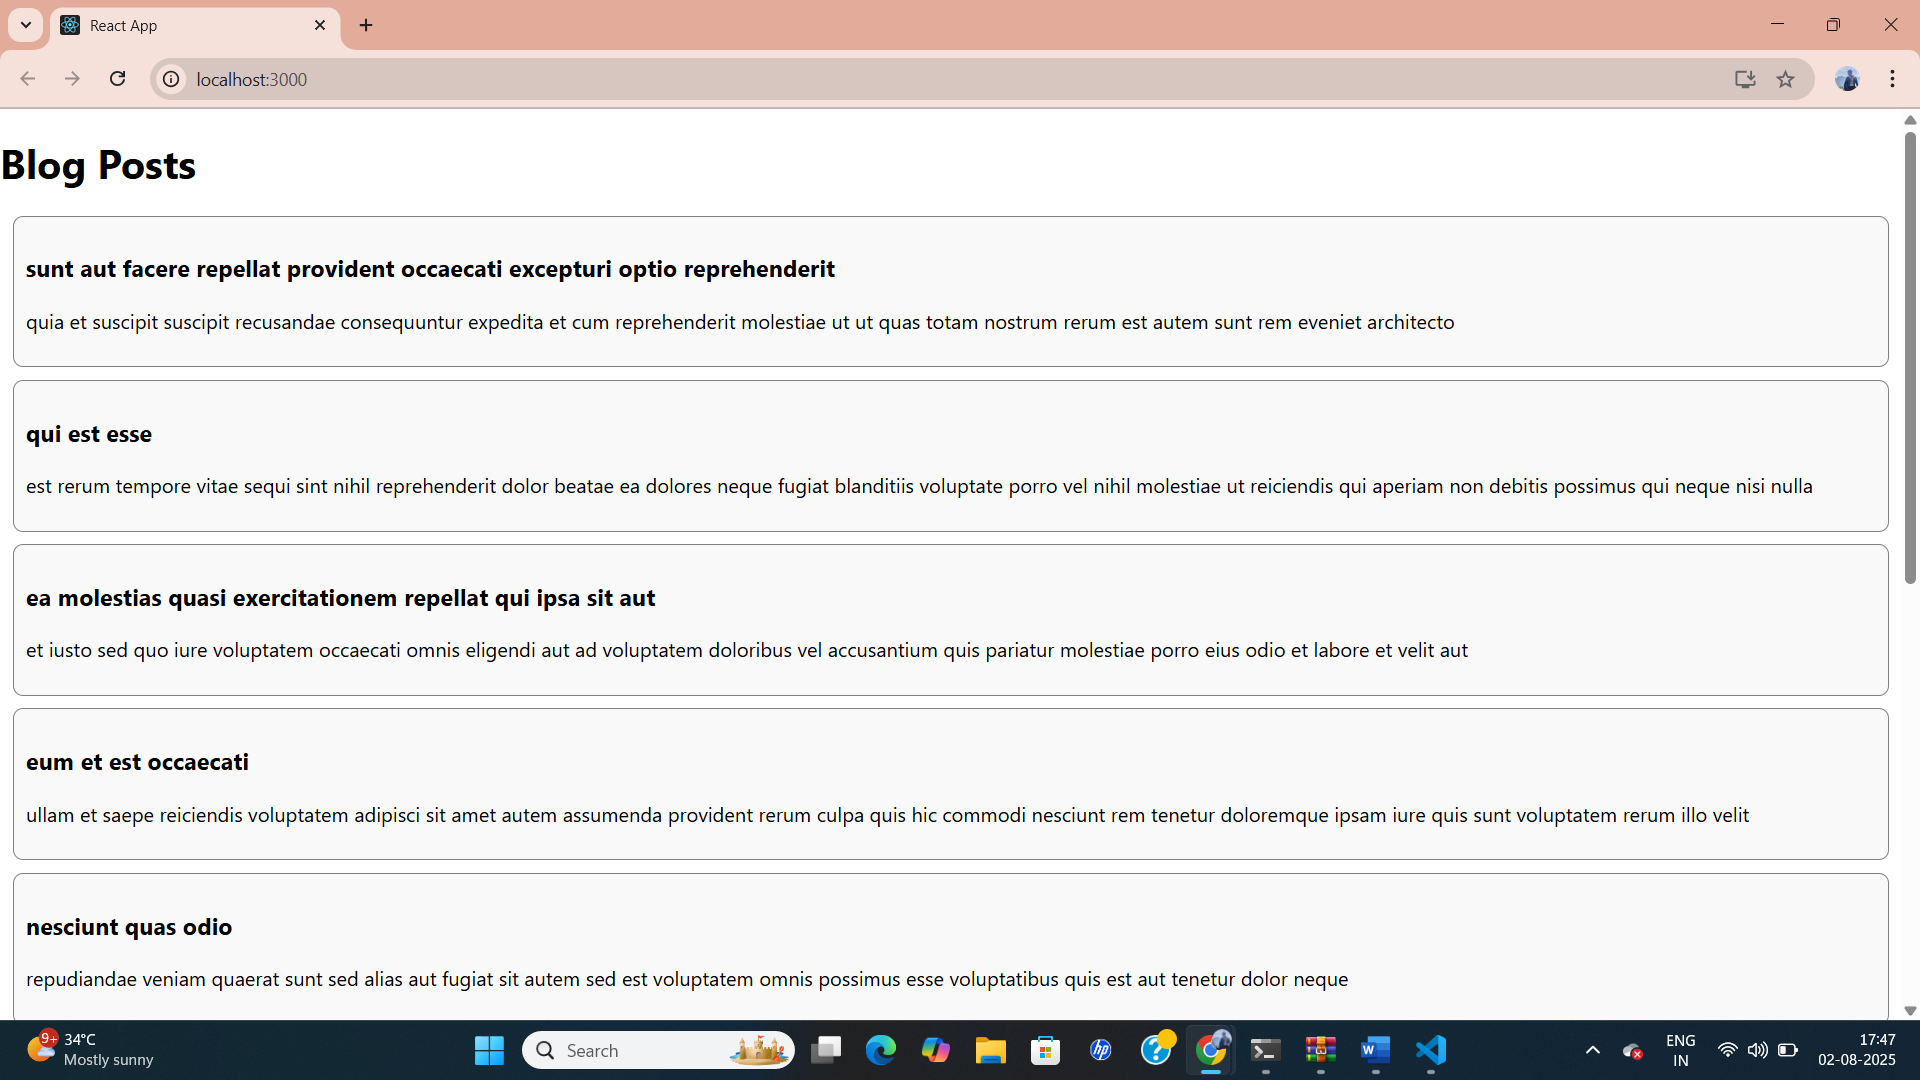 React App
localhost:3000
Blog Posts
sunt aut facere repellat provident occaecati excepturi optio reprehenderit
quia et suscipit suscipit recusandae consequuntur expedita et cum reprehenderit molestiae ut ut quas totam nostrum rerum est autem sunt rem eveniet architecto
qui est esse
est rerum tempore vitae sequi sint nihil reprehenderit dolor beatae ea dolores neque fugiat blanditiis voluptate porro vel nihil molestiae ut reiciendis qui aperiam non debitis possimus qui neque nisi nulla
ea molestias quasi exercitationem repellat qui ipsa sit aut
et iusto sed quo iure voluptatem occaecati omnis eligendi aut ad voluptatem doloribus vel accusantium quis pariatur molestiae porro eius odio et labore et velit aut
eum et est occaecati
ullam et saepe reiciendis voluptatem adipisci sit amet autem assumenda provident rerum culpa quis hic commodi nesciunt rem tenetur doloremque ipsam iure quis sunt voluptatem rerum illo velit
nesciunt quas odio
repudiandae veniam quaerat sunt sed alias aut fugiat sit autem sed est voluptatem omnis possimus esse voluptatibus quis est aut tenetur dolor neque
9+
34°C
Mostly sunny
Search
hp
W
ENG
IN
17:47
02-08-2025